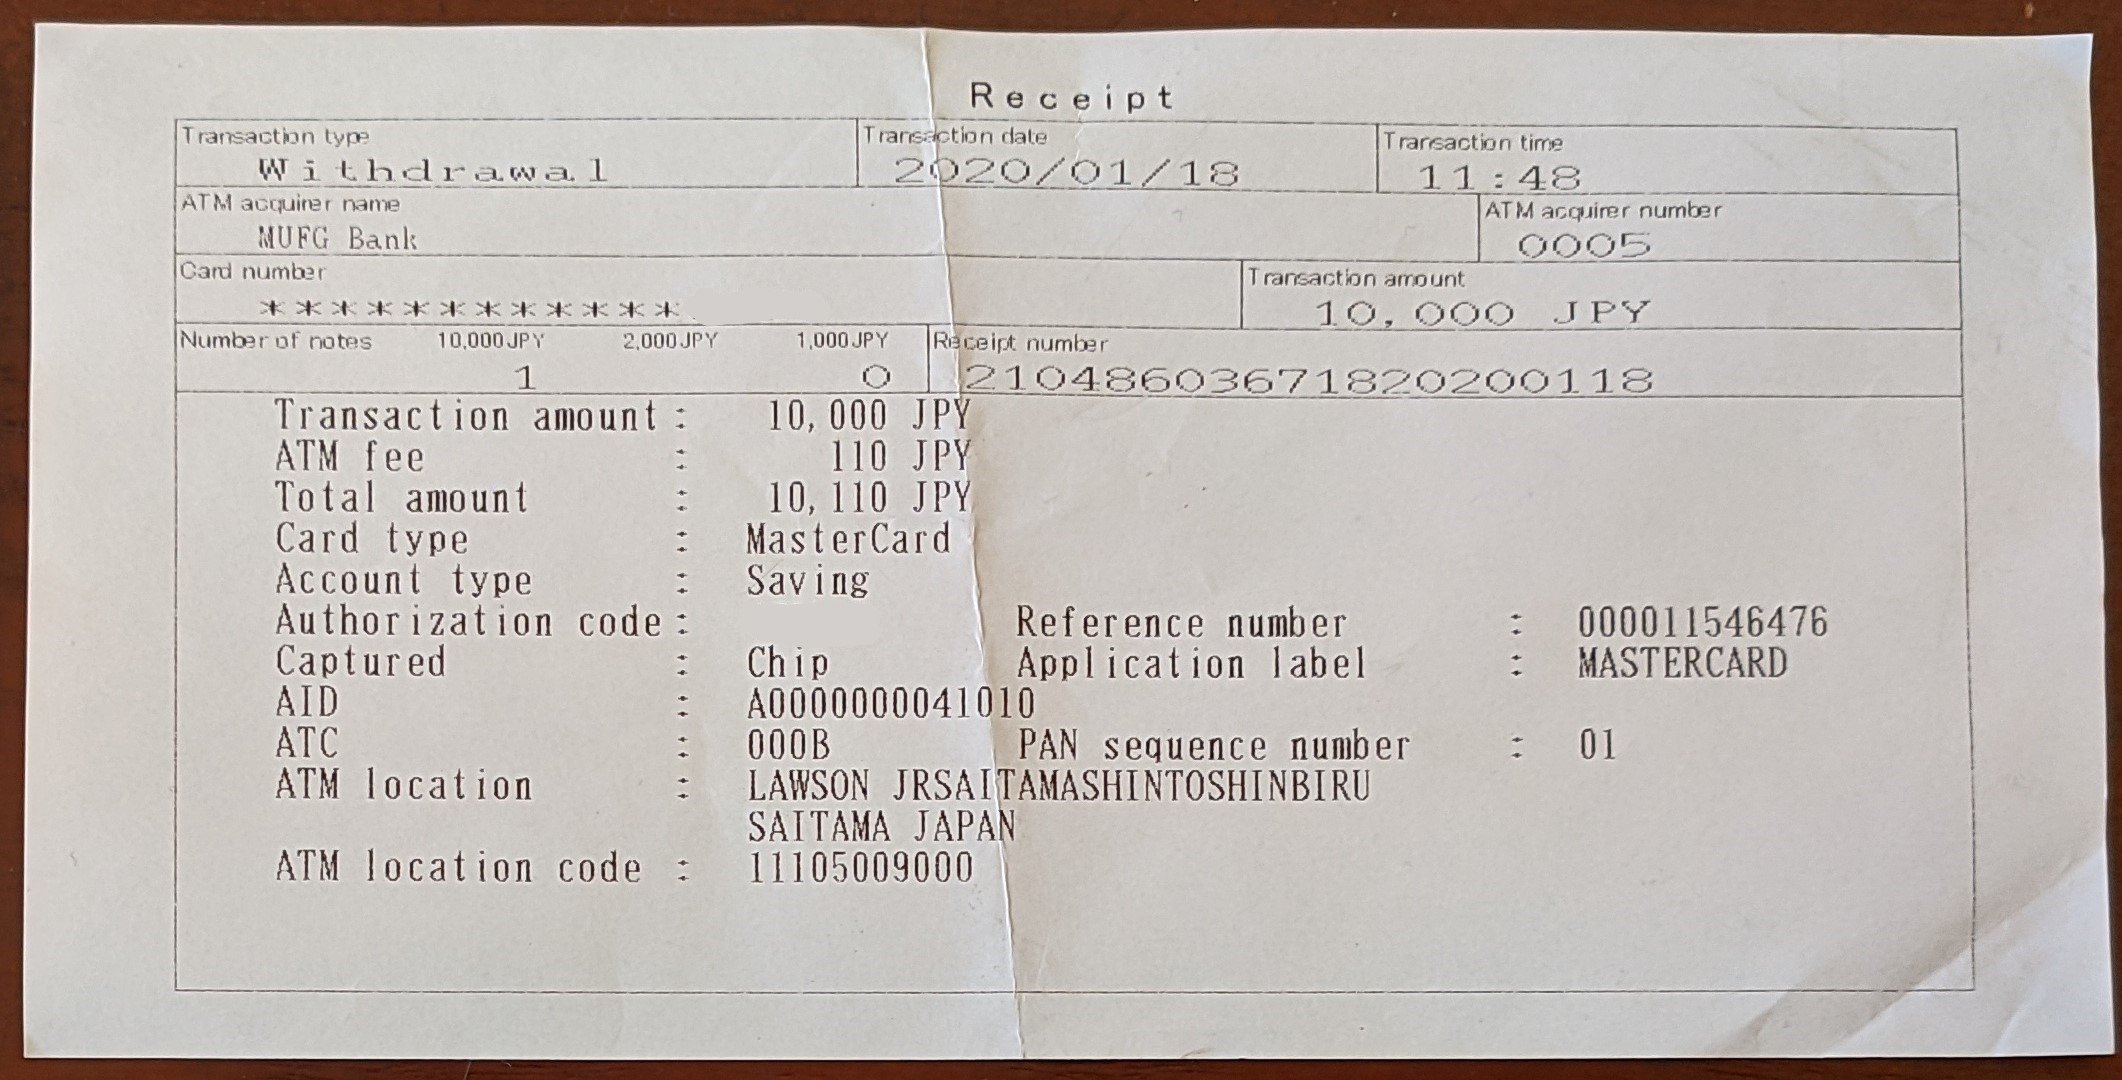 Receipt
Transaction type Transaction date Transaction time
Withdrawal 2020/01/18 11:48
ATM acquirer name ATM acquirer number
MUFG Bank 0005
Card number Transaction amount
************ 10,000 JPY
Number of notes 10,000JPY 2,000JPY 1,000JPY Receipt number
1 0 2104860367182020 0118
Transaction amount: 10,000 JPY
ATM fee : 110 JPY
Total amount : 10,110 JPY
Card type : MasterCard
Account type : Saving
Authorization code: Reference number : 000011546476
Captured : Chip Application label : MASTERCARD
AID : A0000000041010
ATC : 000B PAN sequence number : 01
ATM location : LAWSON JRSAITAMASHINTOSHINBIRU
SAITAMA JAPAN
ATM location code : 11105009000